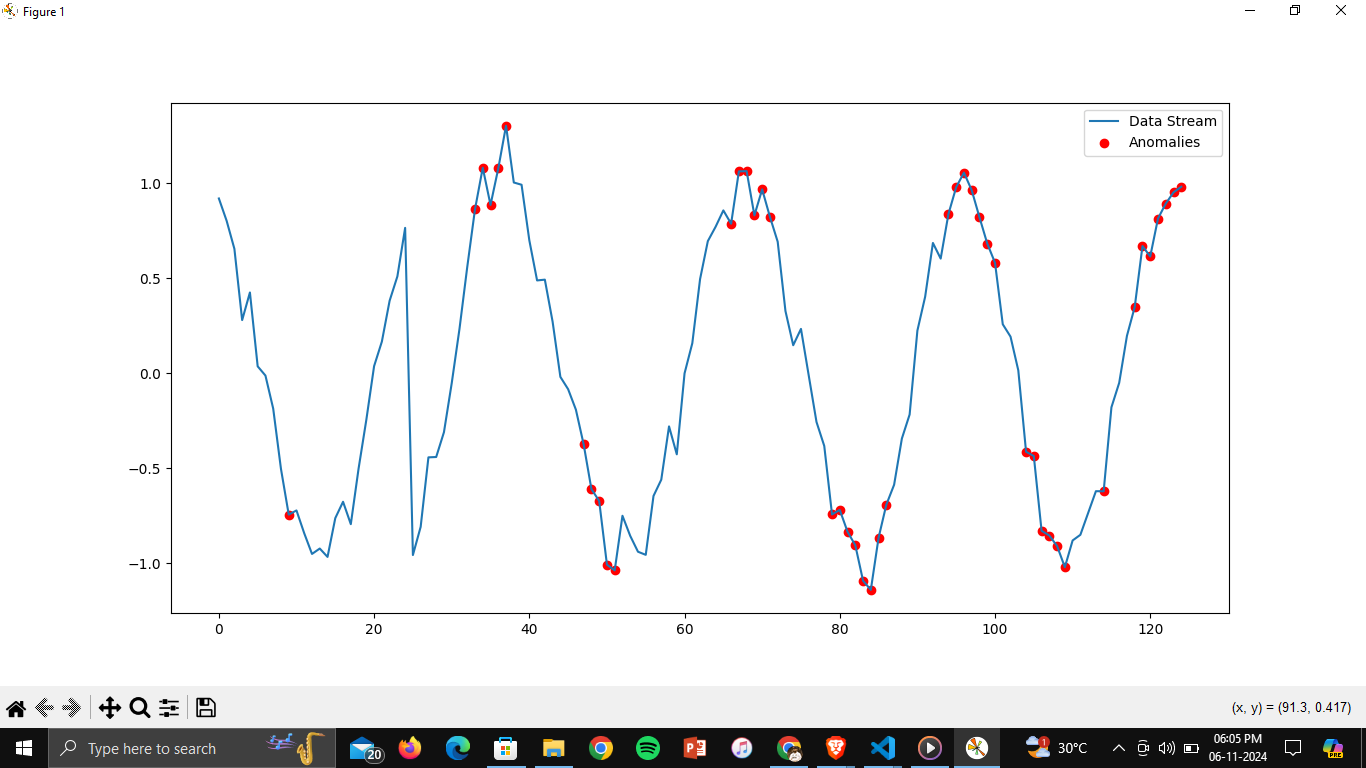 Figure 1
Data Stream
Anomalies
1.0
0.5
0.0
−0.5
−1.0
0 20 40 60 80 100 120
(x, y) = (91.3, 0.417)
Type here to search
20
1
30°C
06:05 PM
06-11-2024
PRE